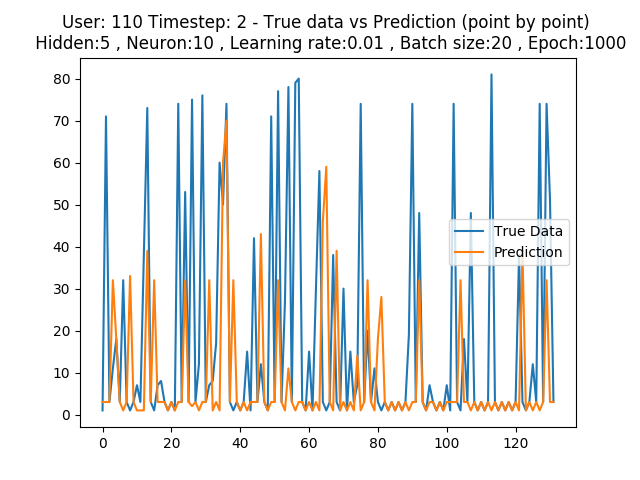 User: 110 Timestep: 2 - True data vs Prediction (point by point)
Hidden:5 , Neuron:10 , Learning rate:0.01 , Batch size:20 , Epoch:1000
80
70
60
50
40
30
20
10
0
True Data
Prediction
0 20 40 60 80 100 120